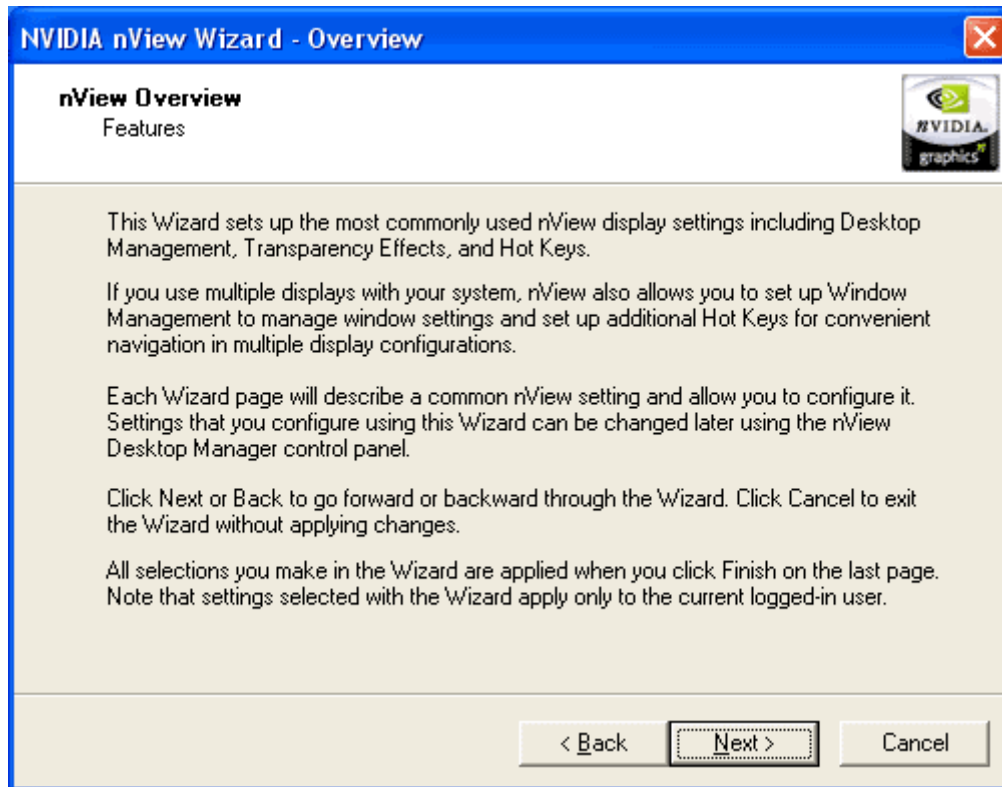 NVIDIA nView Wizard - Overview
nView Overview
Features
NVIDIA.
graphics
This Wizard sets up the most commonly used nView display settings including Desktop
Management, Transparency Effects, and Hot Keys.
If you use multiple displays with your system, nView also allows you to set up Window
Management to manage window settings and set up additional Hot Keys for convenient
navigation in multiple display configurations.
Each Wizard page will describe a common nView setting and allow you to configure it.
Settings that you configure using this Wizard can be changed later using the nView
Desktop Manager control panel.
Click Next or Back to go forward or backward through the Wizard. Click Cancel to exit
the Wizard without applying changes.
All selections you make in the Wizard are applied when you click Finish on the last page.
Note that settings selected with the Wizard apply only to the current logged-in user.
< Back
Next >
Cancel